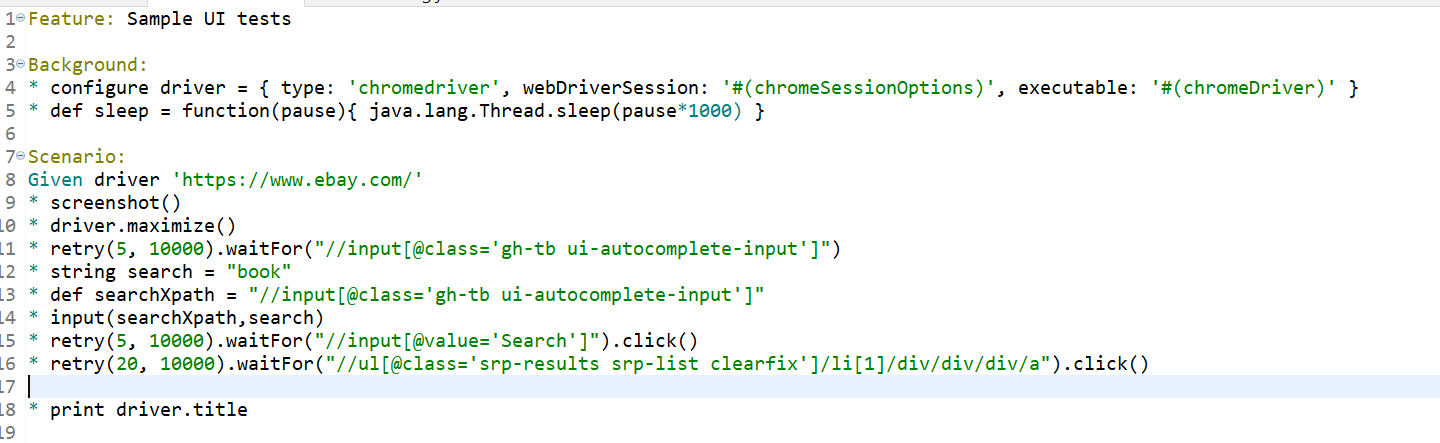 1 Feature: Sample UI tests
2
3 Background:
4 * configure driver = { type: 'chromedriver', webDriverSession: '#(chromeSessionOptions)', executable: '#(chromeDriver)' }
5 * def sleep = function(pause){ java.lang.Thread.sleep(pause*1000) }
6
7 Scenario:
8 Given driver 'https://www.ebay.com/'
9 * screenshot()
10 * driver.maximize()
11 * retry(5, 10000).waitFor("//input[@class='gh-tb ui-autocomplete-input']")
12 * string search = "book"
13 * def searchXpath = "//input[@class='gh-tb ui-autocomplete-input']"
14 * input(searchXpath,search)
15 * retry(5, 10000).waitFor("//input[@value='Search']").click()
16 * retry(20, 10000).waitFor("//ul[@class='srp-results srp-list clearfix']/li[1]/div/div/div/a").click()
17
18 * print driver.title
19